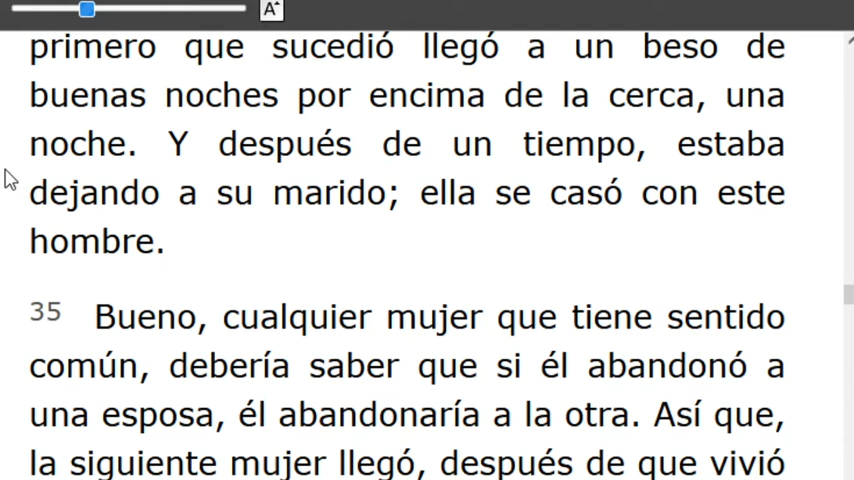 A
primero que sucedió llegó a un beso de
buenas noches por encima de la cerca, una
noche. Y después de un tiempo, estaba
dejando a su marido; ella se casó con este
hombre.
35 Bueno, cualquier mujer que tiene sentido
común, debería saber que si él abandonó a
una esposa, él abandonaría a la otra. Así que,
la siguiente mujer llegó, después de que vivió